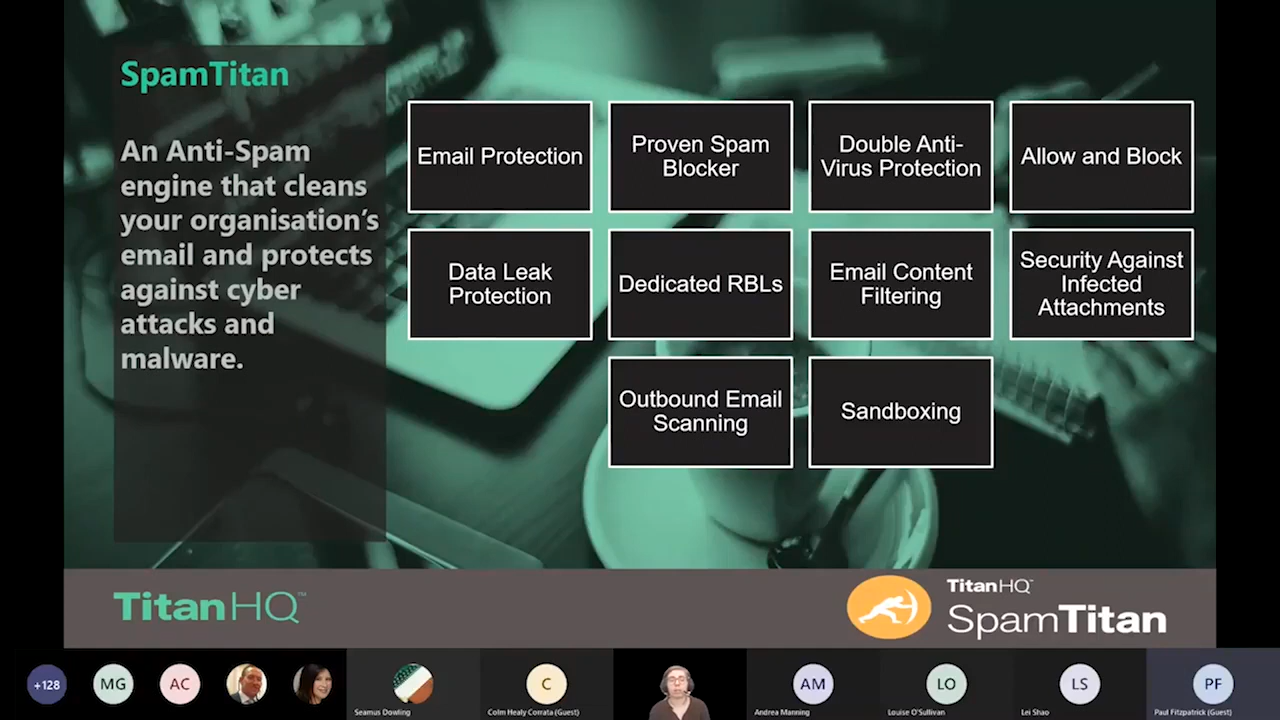 SpamTitan
An Anti-Spam
engine that cleans
your organisation's
email and protects
against cyber
attacks and
malware.
Email Protection
Proven Spam
Blocker
Double Anti-
Virus Protection
Allow and Block
Data Leak
Protection
Dedicated RBLs
Email Content
Filtering
Security Against
Infected
Attachments
Outbound Email
Scanning
Sandboxing
TitanHQ™
TitanHQ™
SpamTitan
+128
MG
AC
Seamus Dowling
C
Colm Healy Corrata (Guest)
AM
Andrea Manning
LO
Louise O'Sullivan
LS
Lei Shao
PF
Paul Fitzpatrick (Guest)